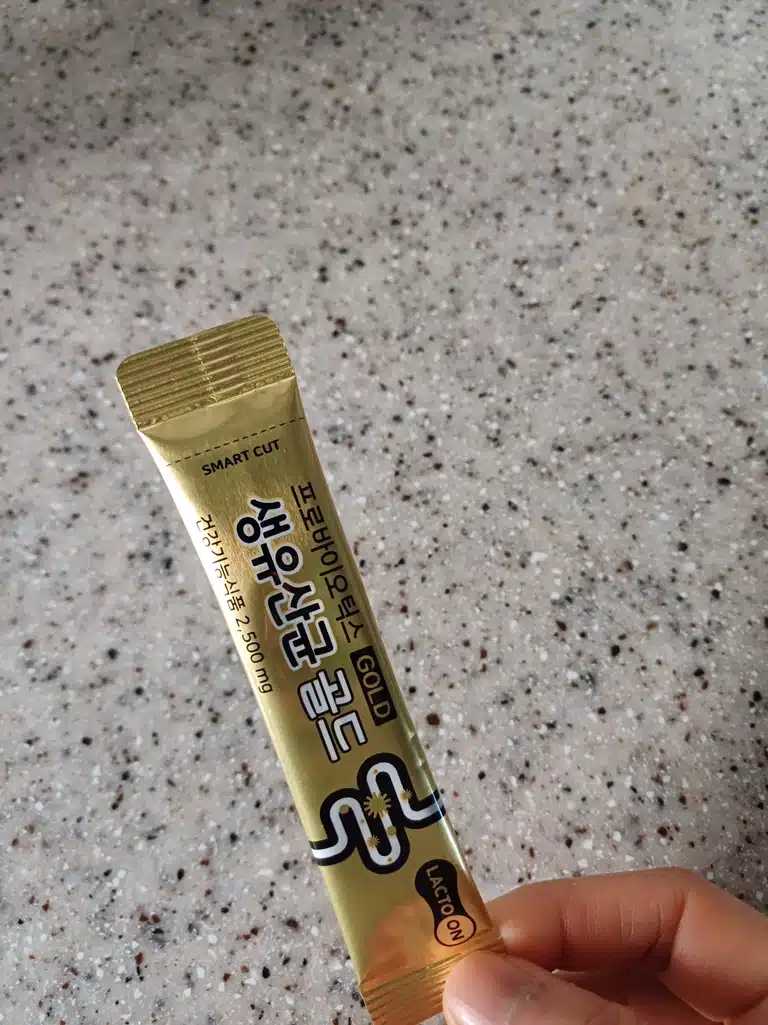 SMART CUT
프로바이오틱스 GOLD
생유산균 골드
건강기능식품 2,500 mg
LACTO ON